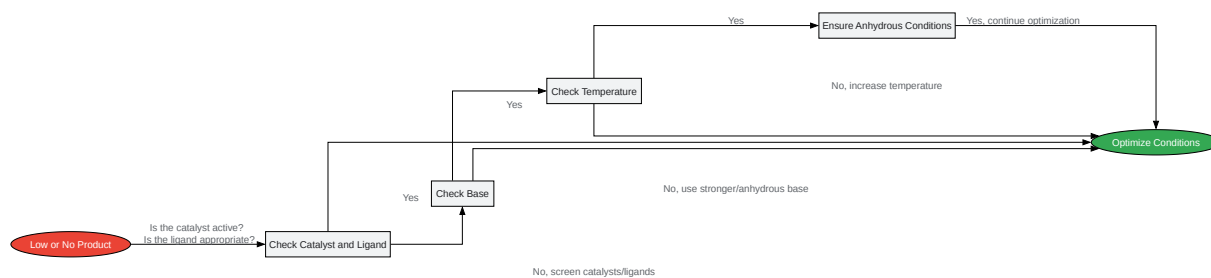 Yes
Ensure Anhydrous Conditions
Yes, continue optimization
Check Temperature
No, increase temperature
Yes
Optimize Conditions
Check Base
No, use stronger/anhydrous base
Yes
Is the catalyst active?
Is the ligand appropriate?
Low or No Product
Check Catalyst and Ligand
No, screen catalysts/ligands